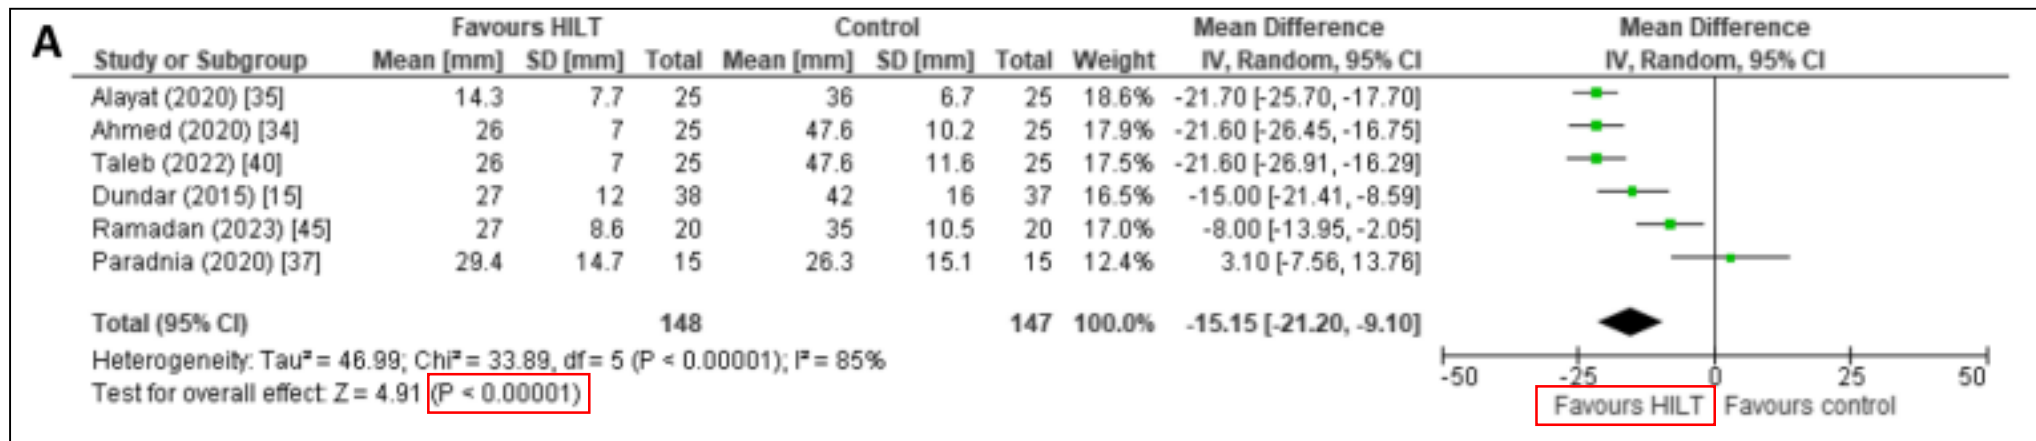 A
Favours HILT Control Mean Difference Mean Difference
Study or Subgroup Mean [mm] SD [mm] Total Mean [mm] SD [mm] Total Weight IV, Random, 95% CI IV, Random, 95% CI
Alayat (2020) [35] 14.3 7.7 25 36 6.7 25 18.6% -21.70 [-25.70, -17.70]
Ahmed (2020) [34] 26 7 25 47.6 10.2 25 17.9% -21.60 [-26.45, -16.75]
Taleb (2022) [40] 26 7 25 47.6 11.6 25 17.5% -21.60 [-26.91, -16.29]
Dundar (2015) [15] 27 12 38 42 16 37 16.5% -15.00 [-21.41, -8.59]
Ramadan (2023) [45] 27 8.6 20 35 10.5 20 17.0% -8.00 [-13.95, -2.05]
Paradnia (2020) [37] 29.4 14.7 15 26.3 15.1 15 12.4% 3.10 [-7.56, 13.76]
Total (95% CI) 148 147 100.0% -15.15 [-21.20, -9.10]
Heterogeneity: Tau² = 46.99; Chi² = 33.89, df = 5 (P < 0.00001); I² = 85%
Test for overall effect: Z = 4.91 (P < 0.00001)
-50 -25 0 25 50
Favours HILT Favours control